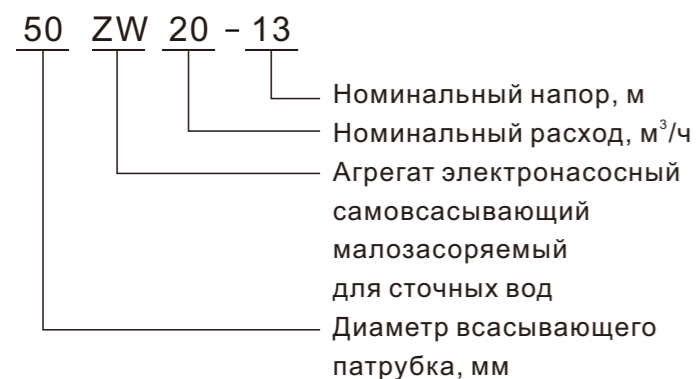 50 ZW 20 - 13
Номинальный напор, м
Номинальный расход, м³/ч
Агрегат электронасосный
самовсасывающий
малозасоряемый
для сточных вод
Диаметр всасывающего
патрубка, мм